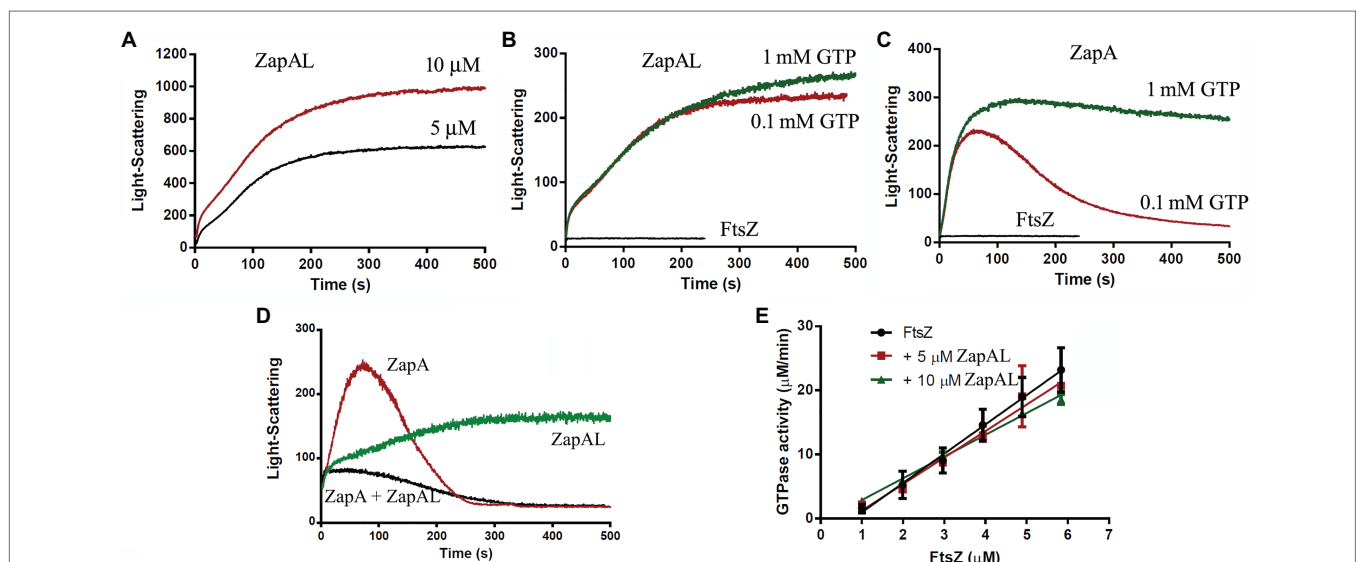 A
ZapAL
10 μM
5 μM
Light-Scattering
1200
1000
800
600
400
200
0
0 100 200 300 400 500
Time (s)
B
ZapAL
1 mM GTP
0.1 mM GTP
FtsZ
Light-Scattering
300
200
100
0
0 100 200 300 400 500
Time (s)
C
ZapA
1 mM GTP
0.1 mM GTP
FtsZ
Light-Scattering
400
300
200
100
0
0 100 200 300 400 500
Time (s)
D
ZapA
ZapAL
ZapA + ZapAL
Light-Scattering
300
200
100
0
0 100 200 300 400 500
Time (s)
E
FtsZ
+ 5 μM ZapAL
+ 10 μM ZapAL
GTPase activity (μM/min)
30
20
10
0
0 1 2 3 4 5 6 7
FtsZ (μM)